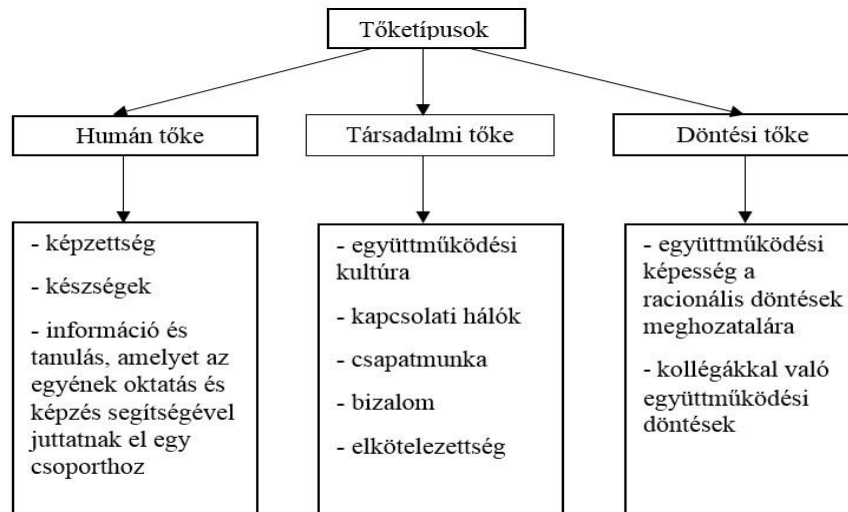 Tőketípusok
Humán tőke
Társadalmi tőke
Döntési tőke
- képzettség
- készségek
- információ és
tanulás, amelyet az
egyének oktatás és
képzés segítségével
juttatnak el egy
csoporthoz
- együttműködési
kultúra
- kapcsolati hálók
- csapatmunka
- bizalom
- elkötelezettség
- együttműködési
képesség a
racionális döntések
meghozatalára
- kollégákkal való
együttműködési
döntések